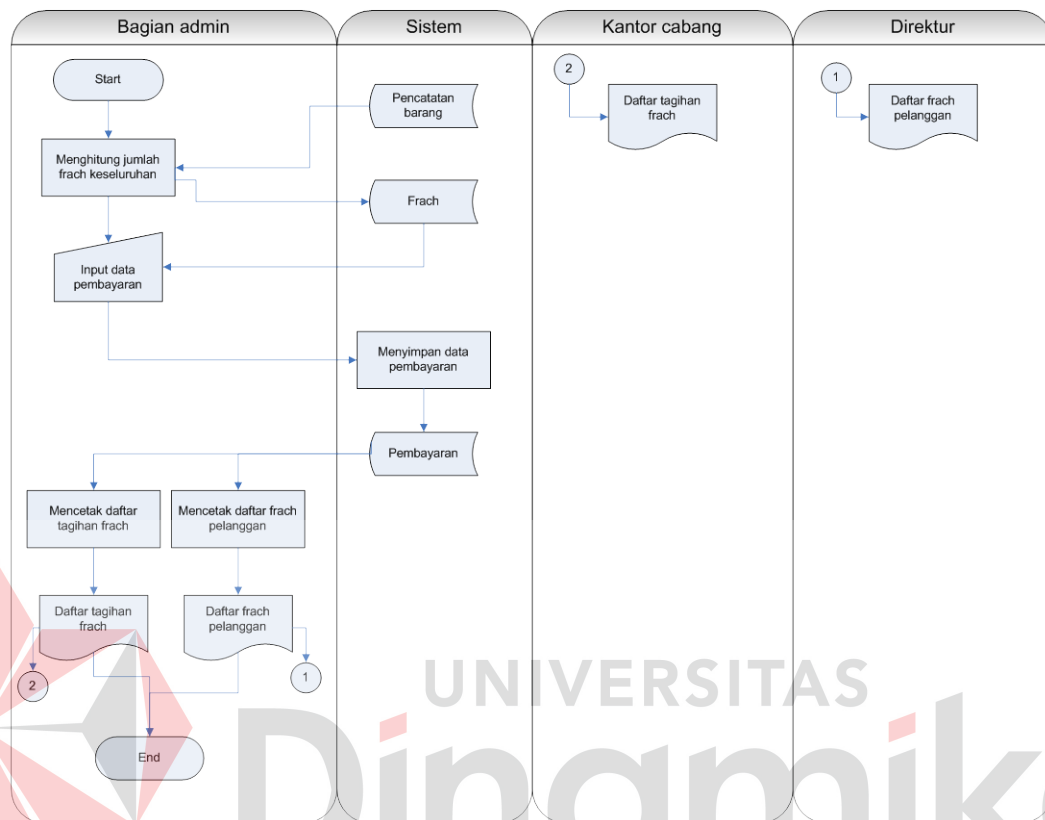 Bagian admin
Sistem
Kantor cabang
Direktur
Start
Pencatatan
barang
2
Daftar tagihan
frach
1
Daftar frach
pelanggan
Menghitung jumlah
frach keseluruhan
Frach
Input data
pembayaran
Menyimpan data
pembayaran
Pembayaran
Mencetak daftar
tagihan frach
Mencetak daftar frach
pelanggan
Daftar tagihan
frach
Daftar frach
pelanggan
2
1
End
UNIVERSITAS
Dinamika